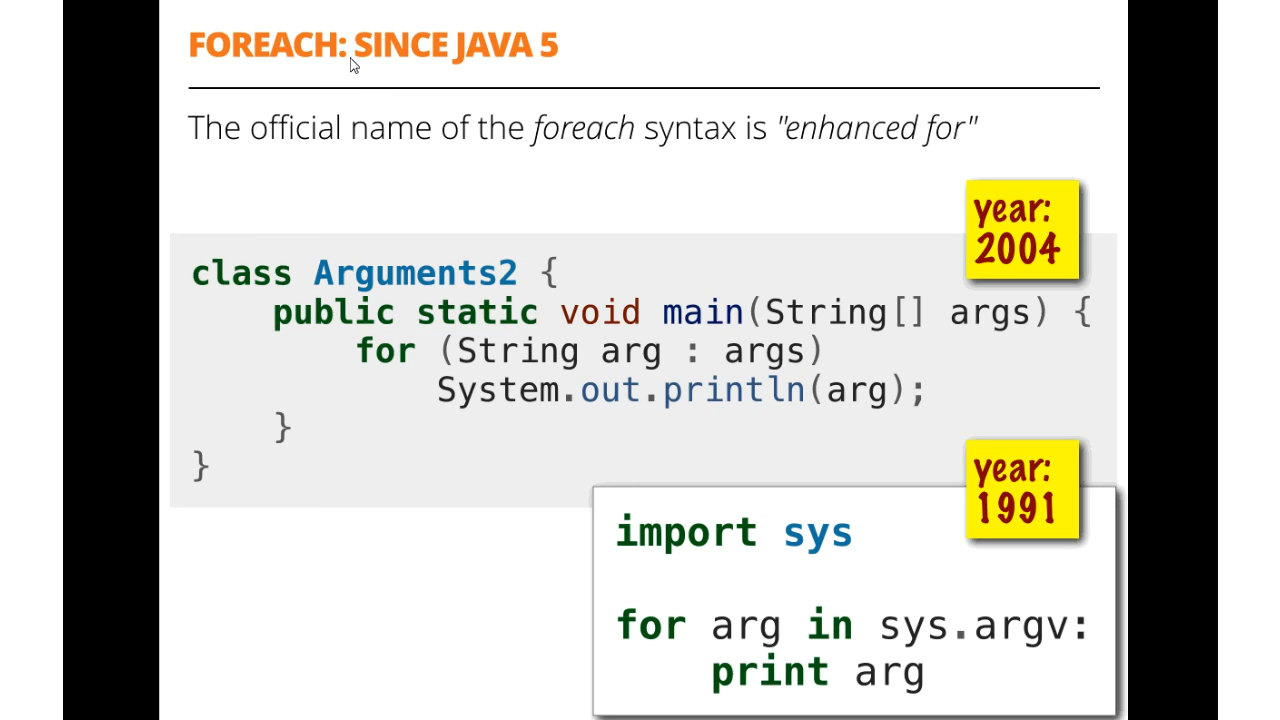 FOREACH: SINCE JAVA 5
The official name of the foreach syntax is "enhanced for"
year:
2004
class Arguments2 {
    public static void main(String[] args) {
        for (String arg : args)
            System.out.println(arg);
    }
}
year:
1991
import sys
for arg in sys.argv:
    print arg